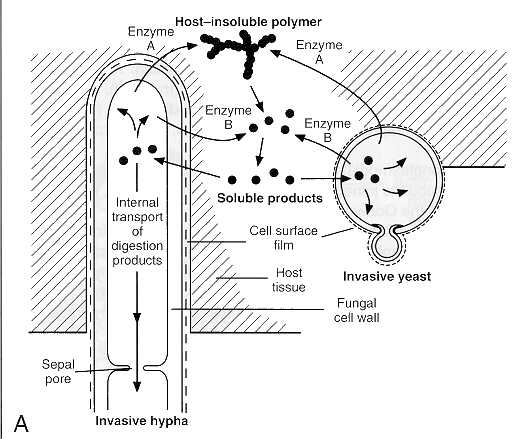 Host–insoluble polymer
Enzyme
A
Enzyme
A
Enzyme
B
Enzyme
B
Soluble products
Internal
transport
of
digestion
products
Cell surface
film
Host
tissue
Invasive yeast
Fungal
cell wall
Sepal
pore
A
Invasive hypha